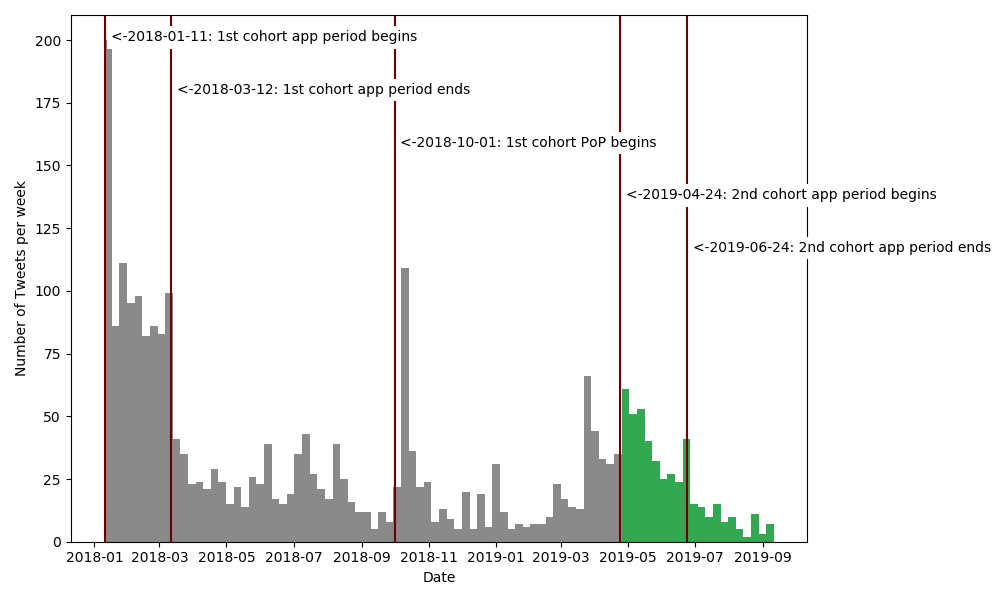 200
175
150
125
100
75
50
25
0
Number of Tweets per week
<-2018-01-11: 1st cohort app period begins
<-2018-03-12: 1st cohort app period ends
<-2018-10-01: 1st cohort PoP begins
<-2019-04-24: 2nd cohort app period begins
<-2019-06-24: 2nd cohort app period ends
2018-01 2018-03 2018-05 2018-07 2018-09 2018-11 2019-01 2019-03 2019-05 2019-07 2019-09
Date